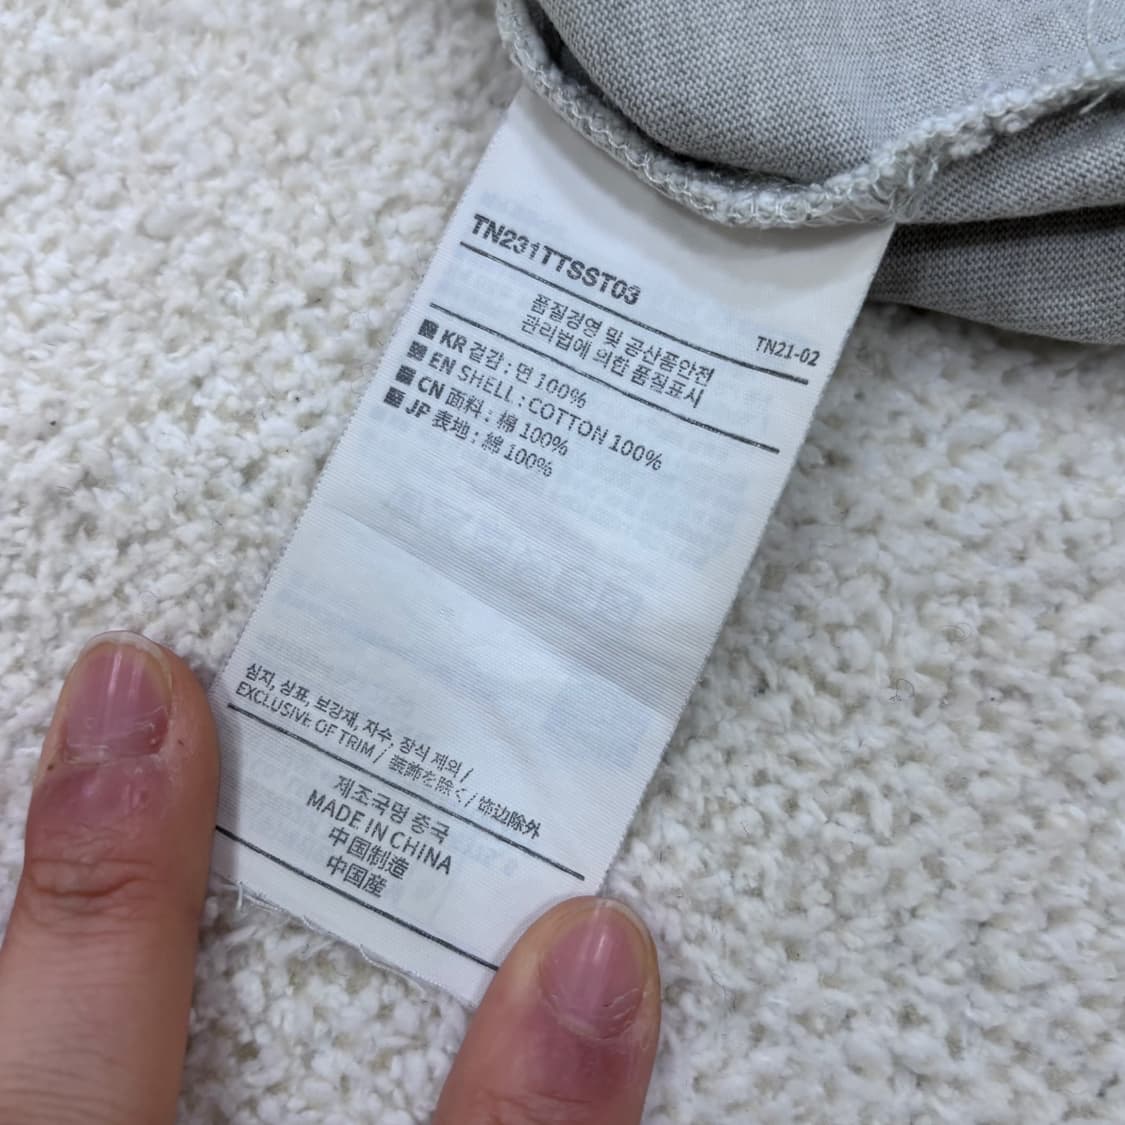 TN231TTSST03
TN21-02
품질경영 및 공산품안전
관리법에 의한 품질표시
KR 겉감 : 면 100%
EN SHELL : COTTON 100%
CN 面料 : 棉 100%
JP 表地 : 綿 100%
심지, 상표, 보강재, 자수, 장식 제외 /
EXCLUSIVE OF TRIM / 装飾を除く / 饰边除外
제조국명 중국
MADE IN CHINA
中国制造
中国産